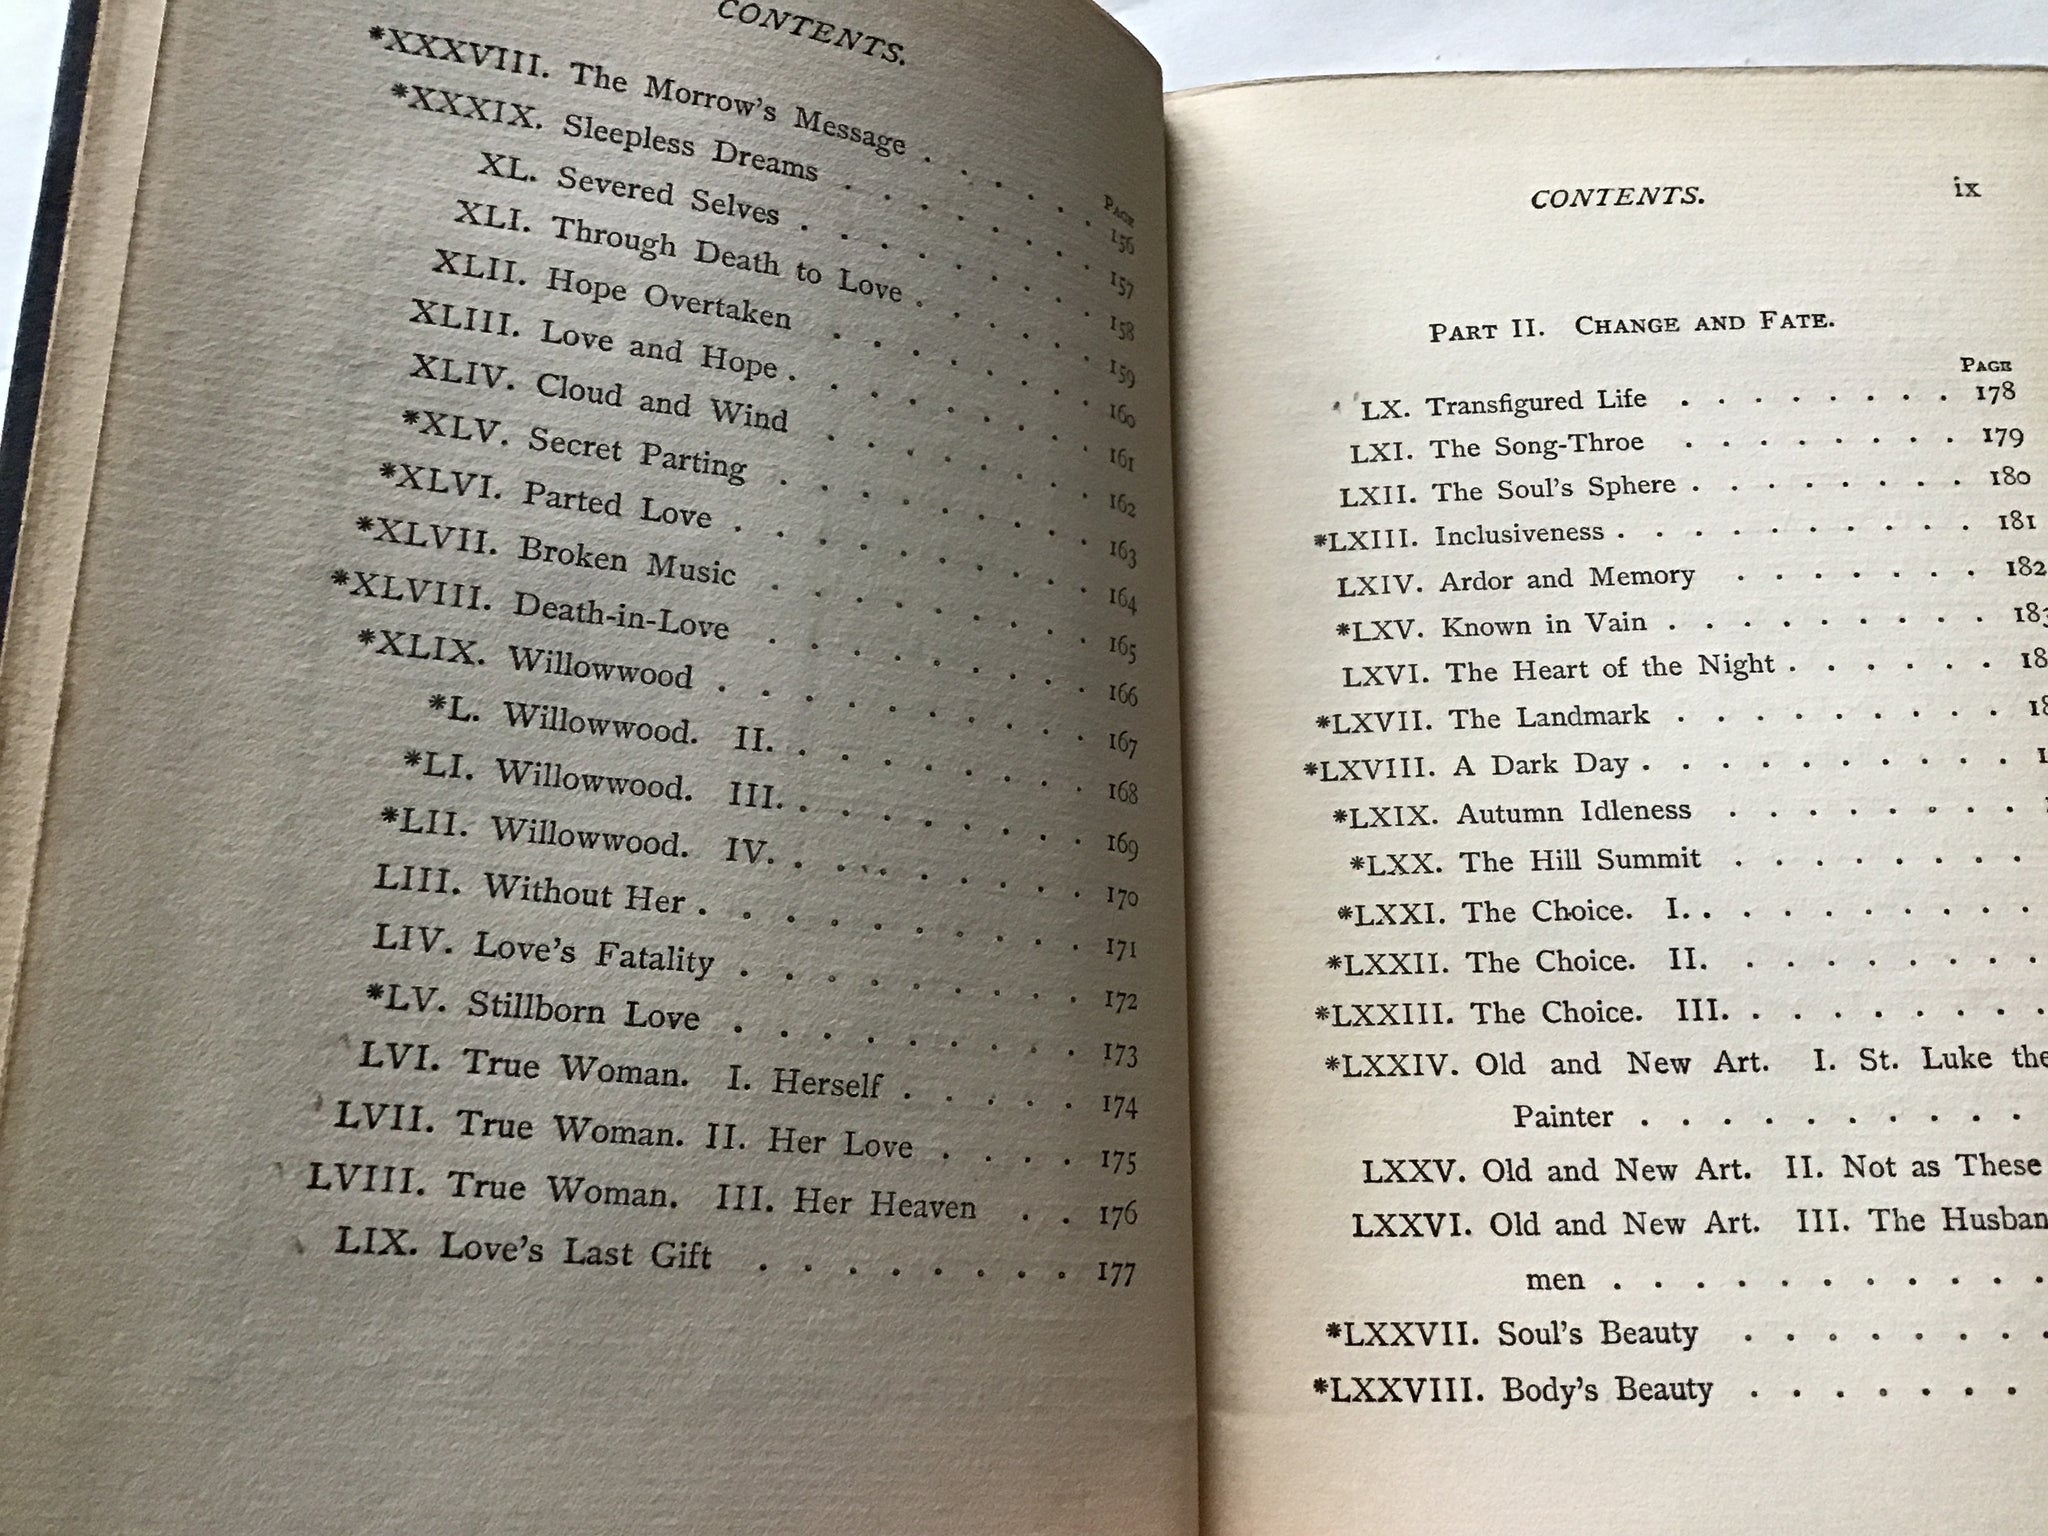 CONTENTS.
Page
*XXXVIII. The Morrow's Message . . . . . 156
*XXXIX. Sleepless Dreams . . . . . . . 157
XL. Severed Selves . . . . . . . . 158
XLI. Through Death to Love . . . . . 159
XLII. Hope Overtaken . . . . . . . 160
XLIII. Love and Hope . . . . . . . . 161
XLIV. Cloud and Wind . . . . . . . 162
*XLV. Secret Parting . . . . . . . . 163
*XLVI. Parted Love . . . . . . . . . 164
*XLVII. Broken Music . . . . . . . . 165
*XLVIII. Death-in-Love . . . . . . . . 166
*XLIX. Willowwood . . . . . . . . . 167
*L. Willowwood. II. . . . . . . . . 168
*LI. Willowwood. III. . . . . . . . . 169
*LII. Willowwood. IV. . . . . . . . . 170
LIII. Without Her . . . . . . . . . . 171
LIV. Love's Fatality . . . . . . . . . 172
*LV. Stillborn Love . . . . . . . . . 173
LVI. True Woman. I. Herself . . . . . 174
LVII. True Woman. II. Her Love . . . . 175
LVIII. True Woman. III. Her Heaven . . 176
LIX. Love's Last Gift . . . . . . . . 177
CONTENTS. ix
Part II. Change and Fate.
Page
LX. Transfigured Life . . . . . . . . 178
LXI. The Song-Throe . . . . . . . . 179
LXII. The Soul's Sphere . . . . . . . . 180
*LXIII. Inclusiveness . . . . . . . . . . 181
LXIV. Ardor and Memory . . . . . . . 182
*LXV. Known in Vain . . . . . . . . . 183
LXVI. The Heart of the Night . . . . . . 18
*LXVII. The Landmark . . . . . . . . . 18
*LXVIII. A Dark Day . . . . . . . . . . 1
*LXIX. Autumn Idleness . . . . . . . .
*LXX. The Hill Summit . . . . . . . .
*LXXI. The Choice. I. . . . . . . . . .
*LXXII. The Choice. II. . . . . . . . .
*LXXIII. The Choice. III. . . . . . . . .
*LXXIV. Old and New Art. I. St. Luke the
Painter . . . . . . . . . .
LXXV. Old and New Art. II. Not as These
LXXVI. Old and New Art. III. The Husban
men . . . . . . . . . . .
*LXXVII. Soul's Beauty . . . . . . . .
*LXXVIII. Body's Beauty . . . . . . .